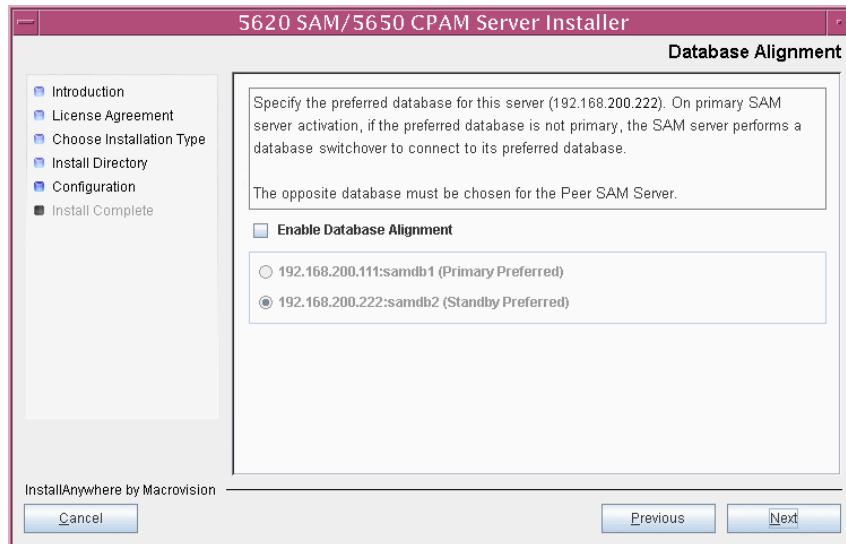 5620 SAM/5650 CPAM Server Installer
Database Alignment
Introduction
License Agreement
Choose Installation Type
Install Directory
Configuration
Install Complete
Specify the preferred database for this server (192.168.200.222). On primary SAM
server activation, if the preferred database is not primary, the SAM server performs a
database switchover to connect to its preferred database.
The opposite database must be chosen for the Peer SAM Server.
Enable Database Alignment
192.168.200.111:samdb1 (Primary Preferred)
192.168.200.222:samdb2 (Standby Preferred)
InstallAnywhere by Macrovision
Cancel
Previous
Next